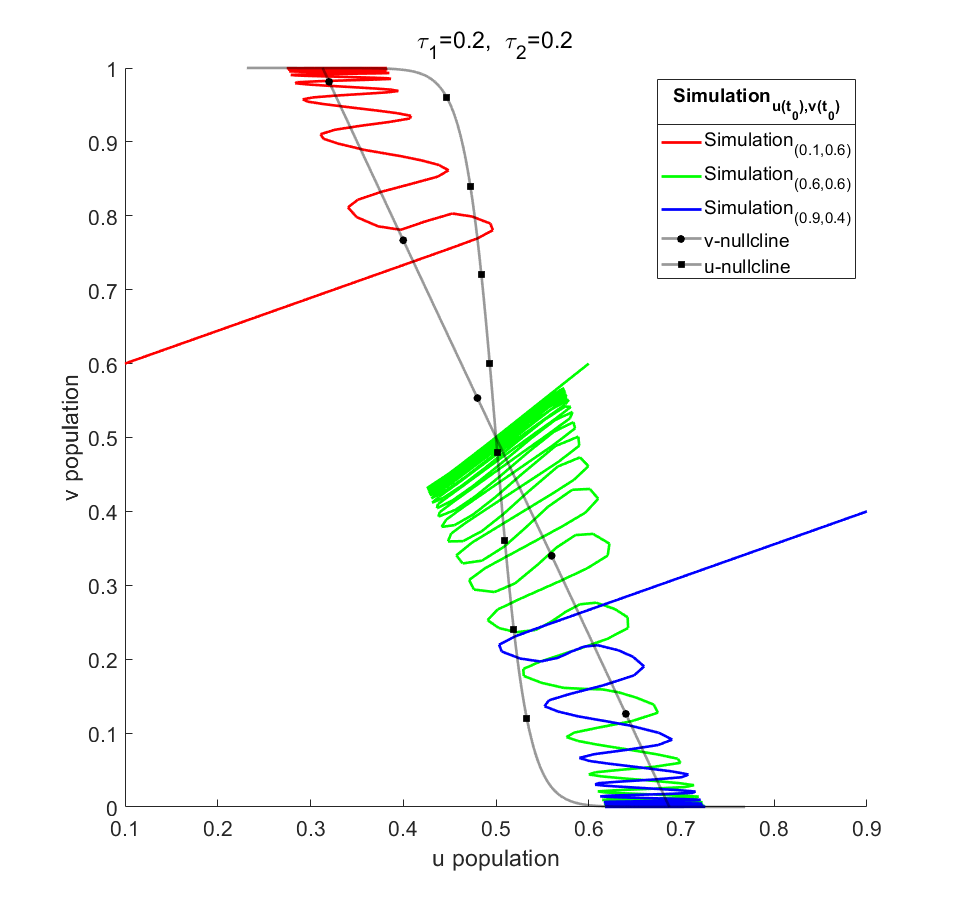 τ₁=0.2, τ₂=0.2
Simulation u(t₀),v(t₀)
Simulation (0.1,0.6)
Simulation (0.6,0.6)
Simulation (0.9,0.4)
v-nullcline
u-nullcline
1
0.9
0.8
0.7
0.6
0.5
0.4
0.3
0.2
0.1
0
v population
0.1 0.2 0.3 0.4 0.5 0.6 0.7 0.8 0.9
u population